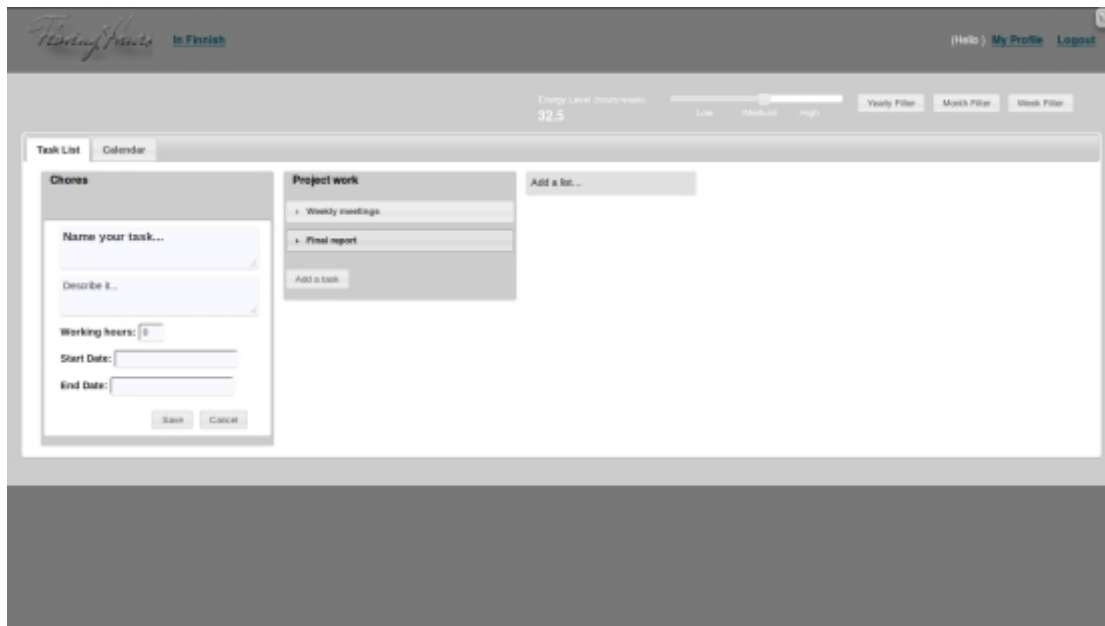 In Finnish
(Hello ) My Profile Logout
Energy Level (hours/week)
32.5
Low (Medium) High
Yearly Filter Month Filter Week Filter
Task List Calendar
Chores
Name your task...
Describe it...
Working hours: 0
Start Date:
End Date:
Save Cancel
Project work
Weekly meetings
Final report
Add a task
Add a list...